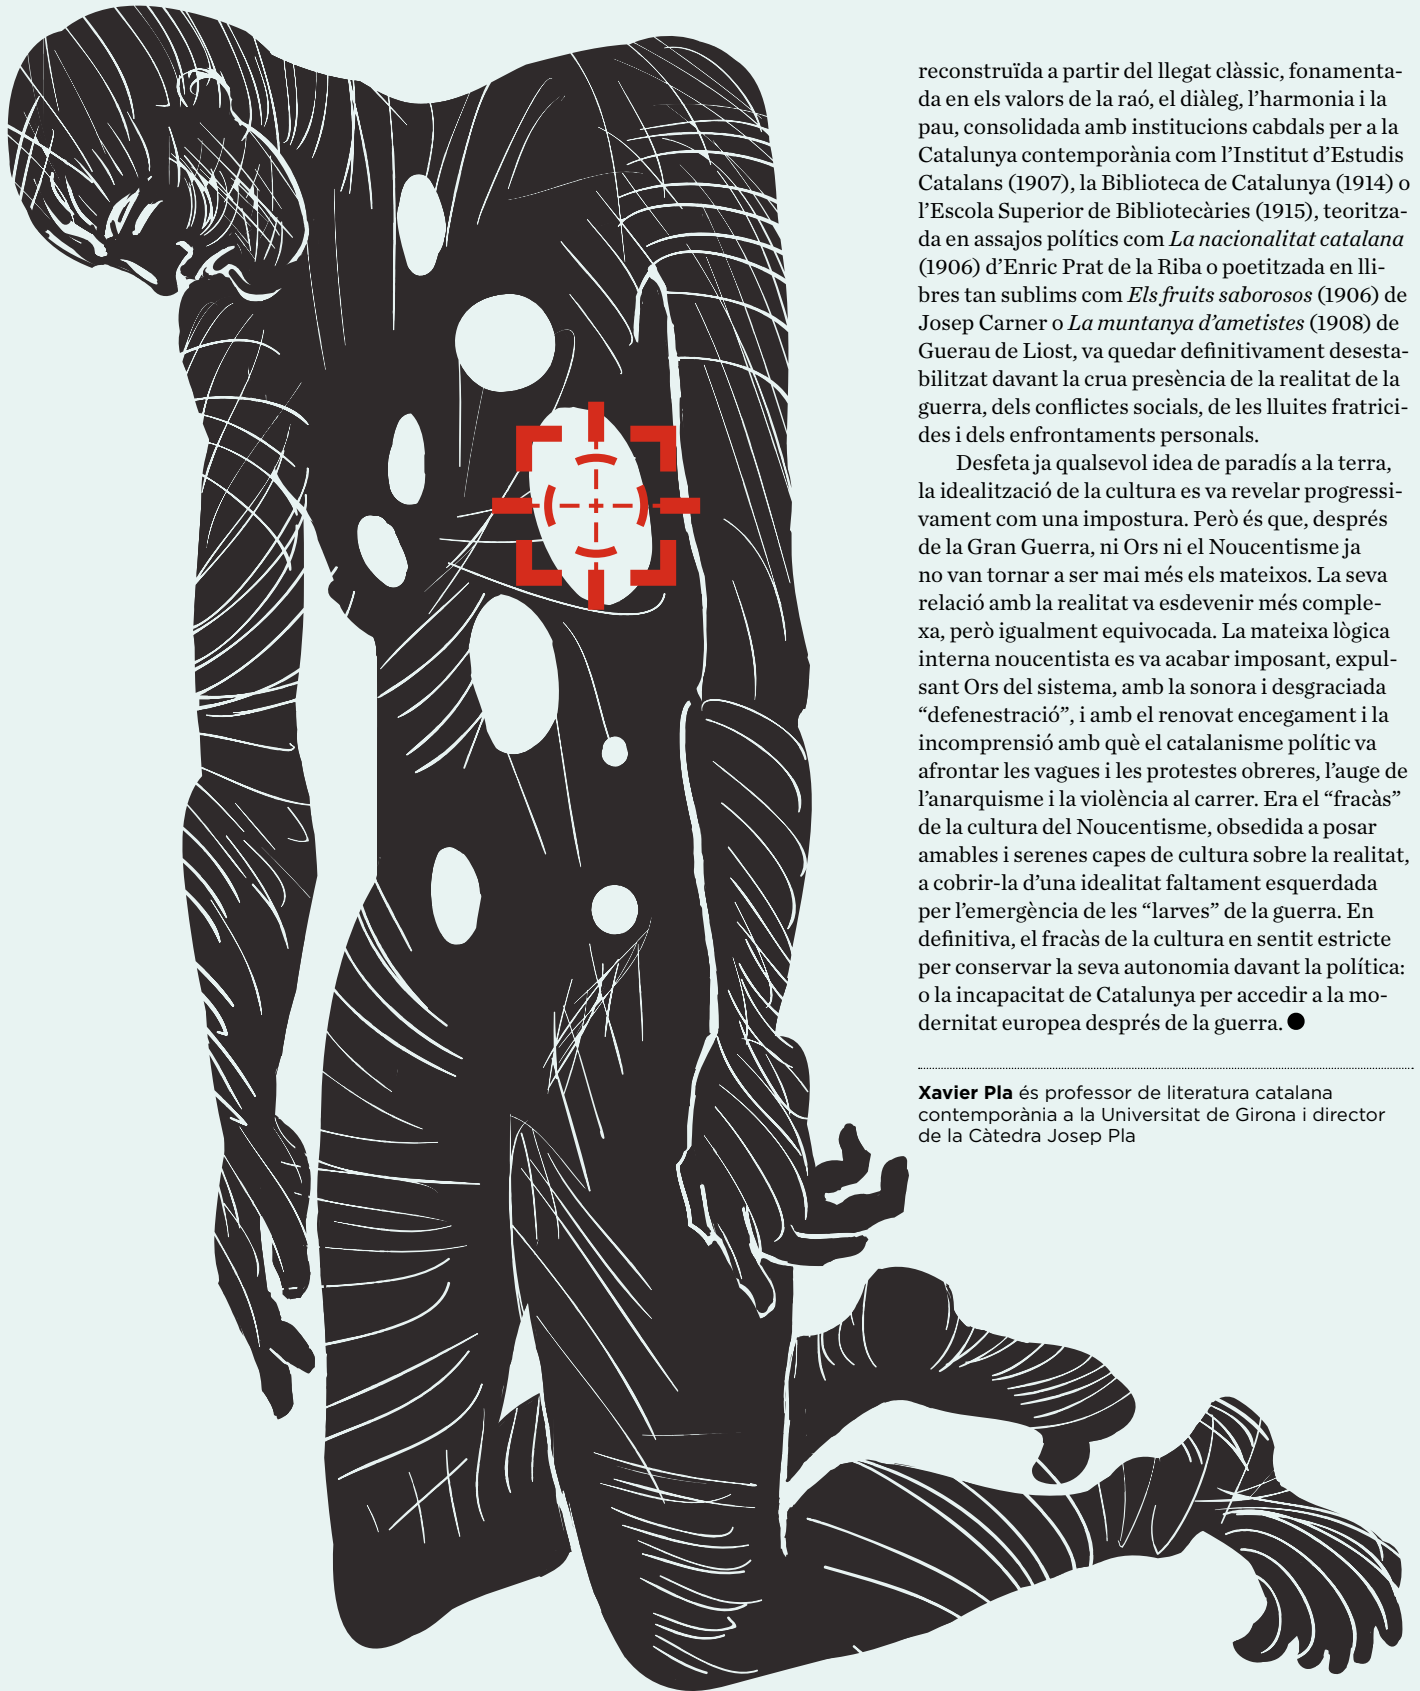 reconstruïda a partir del llegat clàssic, fonamenta-
da en els valors de la raó, el diàleg, l’harmonia i la
pau, consolidada amb institucions cabdals per a la
Catalunya contemporània com l’Institut d’Estudis
Catalans (1907), la Biblioteca de Catalunya (1914) o
l’Escola Superior de Bibliotecàries (1915), teoritza-
da en assajos polítics com La nacionalitat catalana
(1906) d’Enric Prat de la Riba o poetitzada en lli-
bres tan sublims com Els fruits saborosos (1906) de
Josep Carner o La muntanya d’ametistes (1908) de
Guerau de Liost, va quedar definitivament desesta-
bilitzat davant la crua presència de la realitat de la
guerra, dels conflictes socials, de les lluites fratrici-
des i dels enfrontaments personals.
Desfeta ja qualsevol idea de paradís a la terra,
la idealització de la cultura es va revelar progressi-
vament com una impostura. Però és que, després
de la Gran Guerra, ni Ors ni el Noucentisme ja
no van tornar a ser mai més els mateixos. La seva
relació amb la realitat va esdevenir més comple-
xa, però igualment equivocada. La mateixa lògica
interna noucentista es va acabar imposant, expul-
sant Ors del sistema, amb la sonora i desgraciada
“defenestració”, i amb el renovat encegament i la
incomprensió amb què el catalanisme polític va
afrontar les vagues i les protestes obreres, l’auge de
l’anarquisme i la violència al carrer. Era el “fracàs”
de la cultura del Noucentisme, obsedida a posar
amables i serenes capes de cultura sobre la realitat,
a cobrir-la d’una idealitat faltament esquerdada
per l’emergència de les “larves” de la guerra. En
definitiva, el fracàs de la cultura en sentit estricte
per conservar la seva autonomia davant la política:
o la incapacitat de Catalunya per accedir a la mo-
dernitat europea després de la guerra. ●
Xavier Pla és professor de literatura catalana
contemporània a la Universitat de Girona i director
de la Càtedra Josep Pla